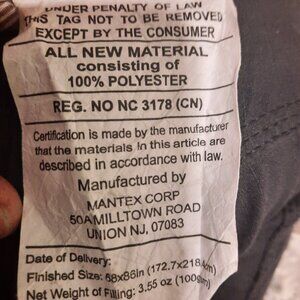 UNDER PENALTY OF LAW
THIS TAG NOT TO BE REMOVED
EXCEPT BY THE CONSUMER
ALL NEW MATERIAL
consisting of
100% POLYESTER
REG. NO NC 3178 (CN)
Certification is made by the manufacturer
that the materials in this article are
described in accordance with law.
Manufactured by
MANTEX CORP
50A MILLTOWN ROAD
UNION NJ, 07083
Date of Delivery:
Finished Size: 68x86in (172.7x218.4cm)
Net Weight of Filling: 3.55 oz (100gram)